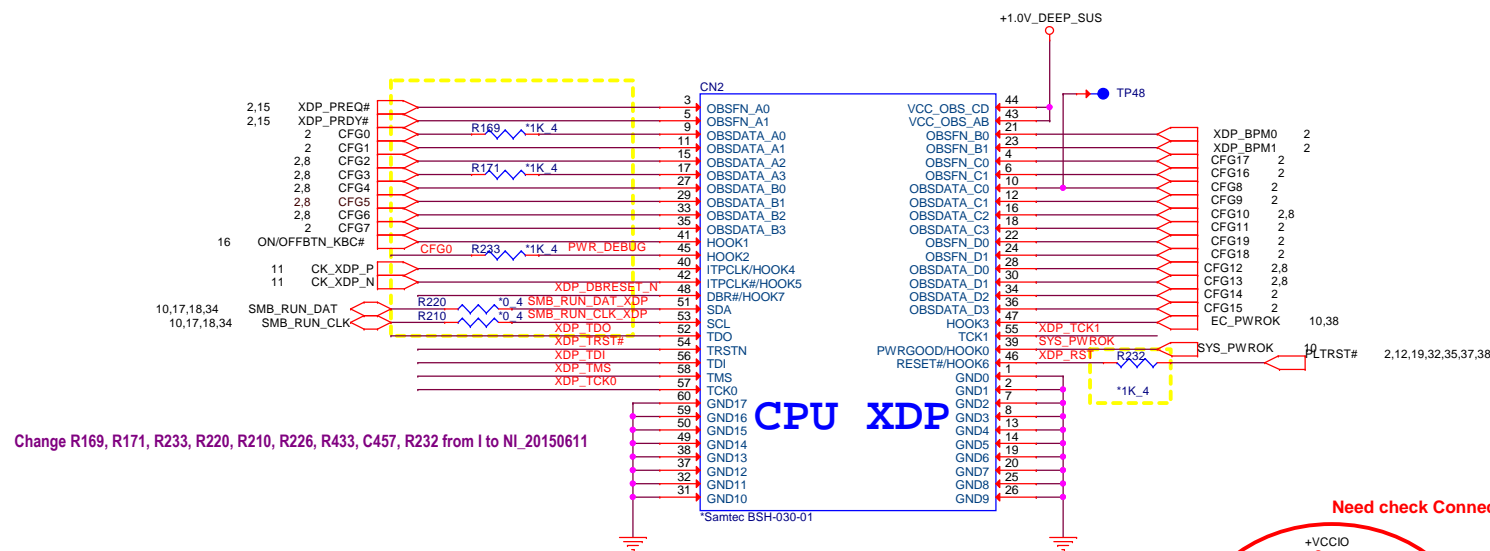 +1.0V_DEEP_SUS
CN2
TP48
2,15 XDP_PREQ# 3 OBSFN_A0 VCC_OBS_CD 44
2,15 XDP_PRDY# 5 OBSFN_A1 VCC_OBS_AB 43
2 CFG0 R169 *1K_4 9 OBSDATA_A0 OBSFN_B0 21 XDP_BPM0 2
2 CFG1 11 OBSDATA_A1 OBSFN_B1 23 XDP_BPM1 2
2,8 CFG2 15 OBSDATA_A2 OBSFN_C0 4 CFG17 2
2,8 CFG3 R171 *1K_4 17 OBSDATA_A3 OBSFN_C1 6 CFG16 2
2,8 CFG4 27 OBSDATA_B0 OBSDATA_C0 10 CFG8 2
2,8 CFG5 29 OBSDATA_B1 OBSDATA_C1 12 CFG9 2
2,8 CFG6 33 OBSDATA_B2 OBSDATA_C2 16 CFG10 2,8
2 CFG7 35 OBSDATA_B3 OBSDATA_C3 18 CFG11 2
16 ON/OFFBTN_KBC# 41 HOOK1 OBSFN_D0 22 CFG19 2
CFG0 R233 *1K_4 PWR_DEBUG 45 HOOK2 OBSFN_D1 24 CFG18 2
11 CK_XDP_P 40 ITPCLK/HOOK4 OBSDATA_D0 28 CFG12 2,8
11 CK_XDP_N 42 ITPCLK#/HOOK5 OBSDATA_D1 30 CFG13 2,8
XDP_DBRESET_N 48 DBR#/HOOK7 OBSDATA_D2 34 CFG14 2
10,17,18,34 SMB_RUN_DAT R220 *0_4 SMB_RUN_DAT_XDP 51 SDA OBSDATA_D3 36 CFG15 2
10,17,18,34 SMB_RUN_CLK R210 *0_4 SMB_RUN_CLK_XDP 53 SCL HOOK3 47 EC_PWROK 10,38
XDP_TDO 52 TDO TCK1 55 XDP_TCK1
XDP_TRST# 54 TRSTN PWRGOOD/HOOK0 39 SYS_PWROK SYS_PWROK 10
XDP_TDI 56 TDI RESET#/HOOK6 46 XDP_RST R232 *1K_4 PLTRST# 2,12,19,32,35,37,38
XDP_TMS 58 TMS GND0 1
XDP_TCK0 57 TCK0 GND1 2
60 GND17 GND2 7
59 GND16 GND3 8
50 GND15 GND4 13
49 GND14 GND5 14
38 GND13 GND6 19
37 GND12 GND7 20
32 GND11 GND8 25
31 GND10 GND9 26
CPU XDP
Change R169, R171, R233, R220, R210, R226, R433, C457, R232 from I to NI_20150611
*Samtec BSH-030-01
Need check Connec
+VCCIO